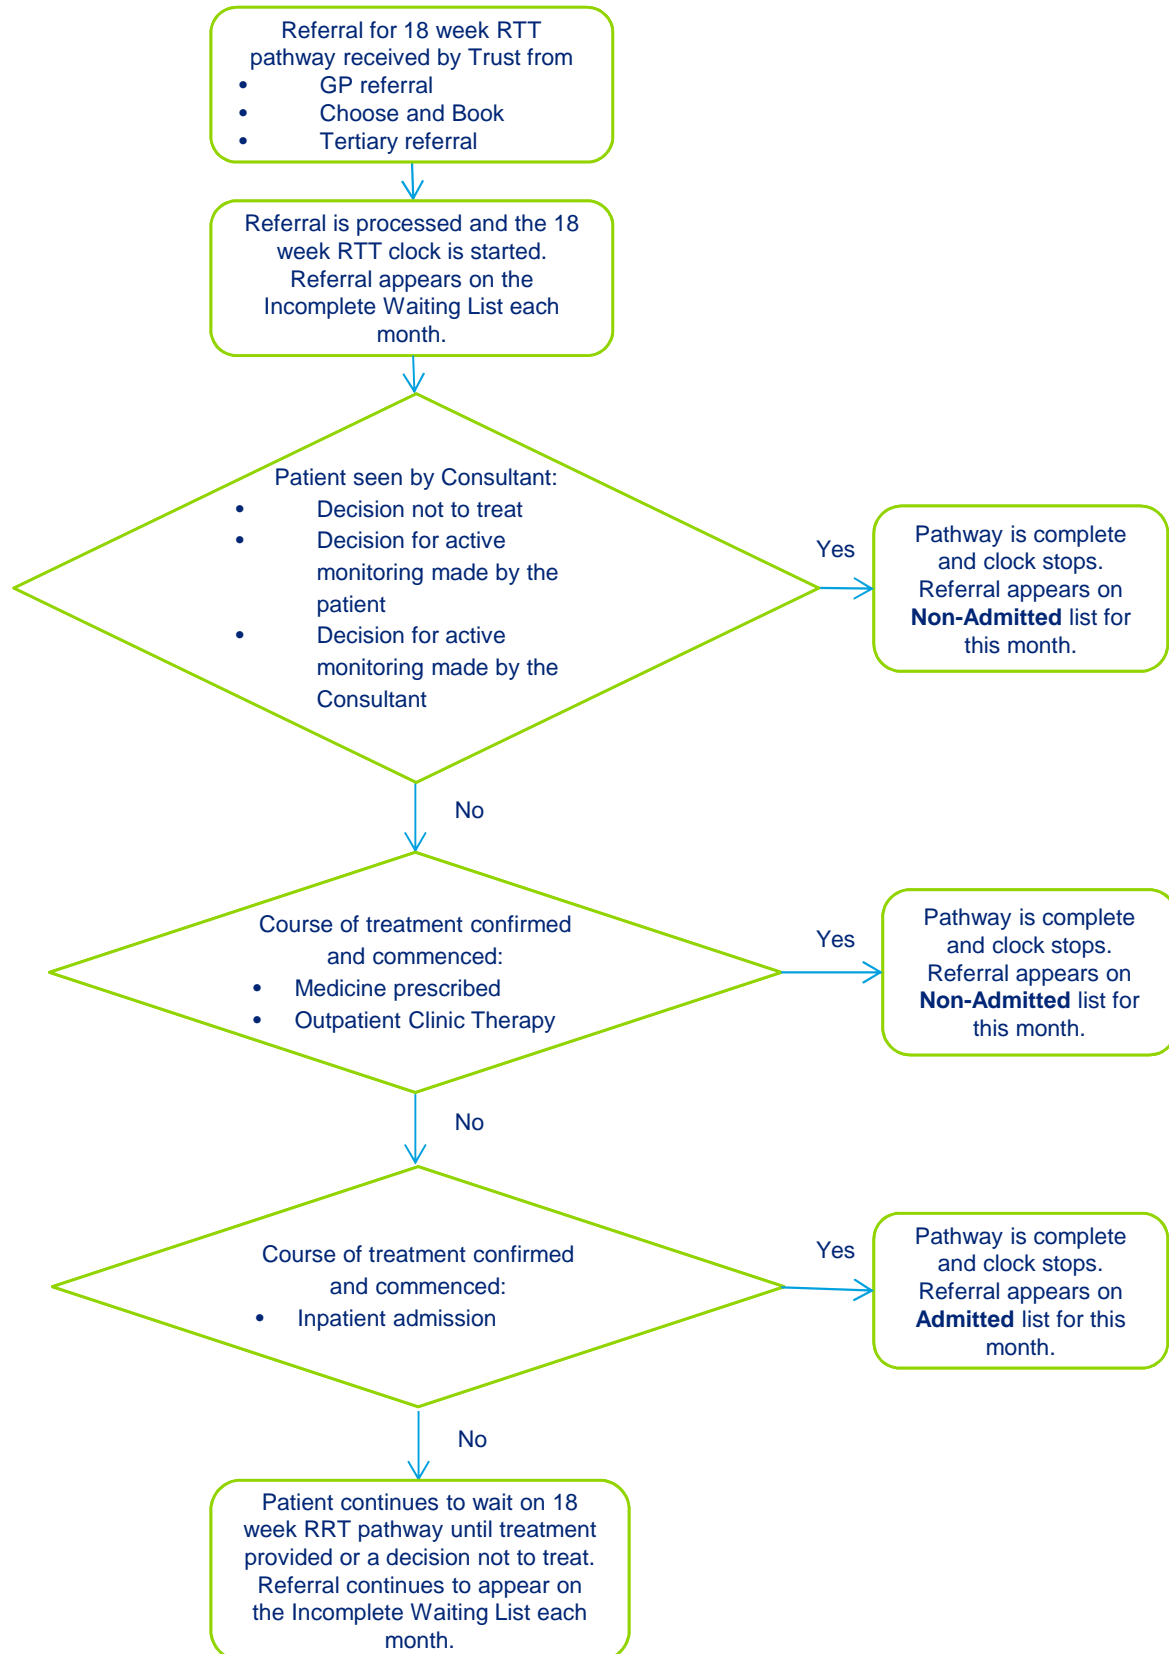 Referral for 18 week RTT
pathway received by Trust from
• GP referral
• Choose and Book
• Tertiary referral
Referral is processed and the 18
week RTT clock is started.
Referral appears on the
Incomplete Waiting List each
month.
Patient seen by Consultant:
• Decision not to treat
• Decision for active
monitoring made by the
patient
• Decision for active
monitoring made by the
Consultant
Yes
Pathway is complete
and clock stops.
Referral appears on
Non-Admitted list for
this month.
No
Course of treatment confirmed
and commenced:
• Medicine prescribed
• Outpatient Clinic Therapy
Yes
Pathway is complete
and clock stops.
Referral appears on
Non-Admitted list for
this month.
No
Course of treatment confirmed
and commenced:
• Inpatient admission
Yes
Pathway is complete
and clock stops.
Referral appears on
Admitted list for this
month.
No
Patient continues to wait on 18
week RRT pathway until treatment
provided or a decision not to treat.
Referral continues to appear on
the Incomplete Waiting List each
month.